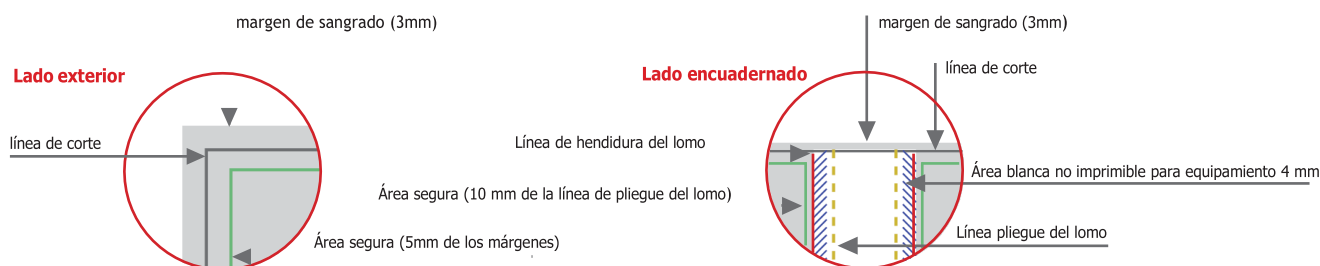 margen de sangrado (3mm)
Lado exterior
línea de corte
Área segura (5mm de los márgenes)
margen de sangrado (3mm)
Lado encuadernado
línea de corte
Línea de hendidura del lomo
Área blanca no imprimible para equipamiento 4 mm
Área segura (10 mm de la línea de pliegue del lomo)
Línea pliegue del lomo